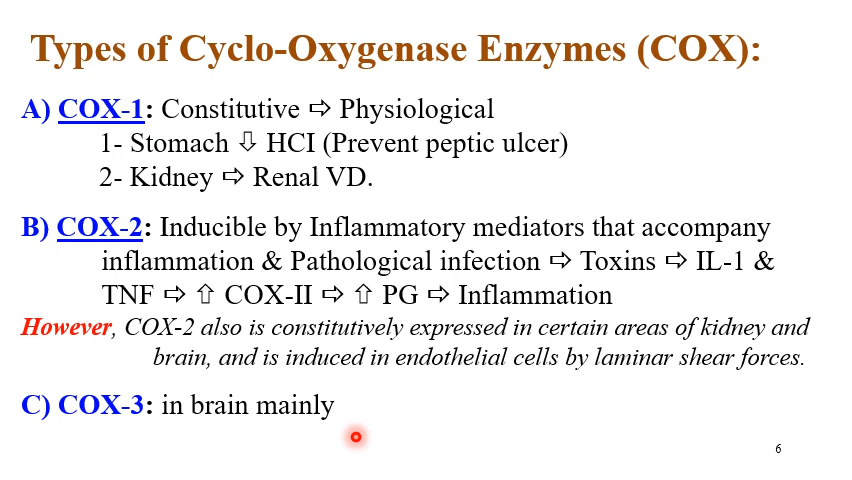 Types of Cyclo-Oxygenase Enzymes (COX):
A) COX-1: Constitutive ⇨ Physiological
1- Stomach ⇩ HCI (Prevent peptic ulcer)
2- Kidney ⇨ Renal VD.
B) COX-2: Inducible by Inflammatory mediators that accompany
inflammation & Pathological infection ⇨ Toxins ⇨ IL-1 &
TNF ⇨ ⇧ COX-II ⇨ ⇧ PG ⇨ Inflammation
However, COX-2 also is constitutively expressed in certain areas of kidney and
brain, and is induced in endothelial cells by laminar shear forces.
C) COX-3: in brain mainly
6